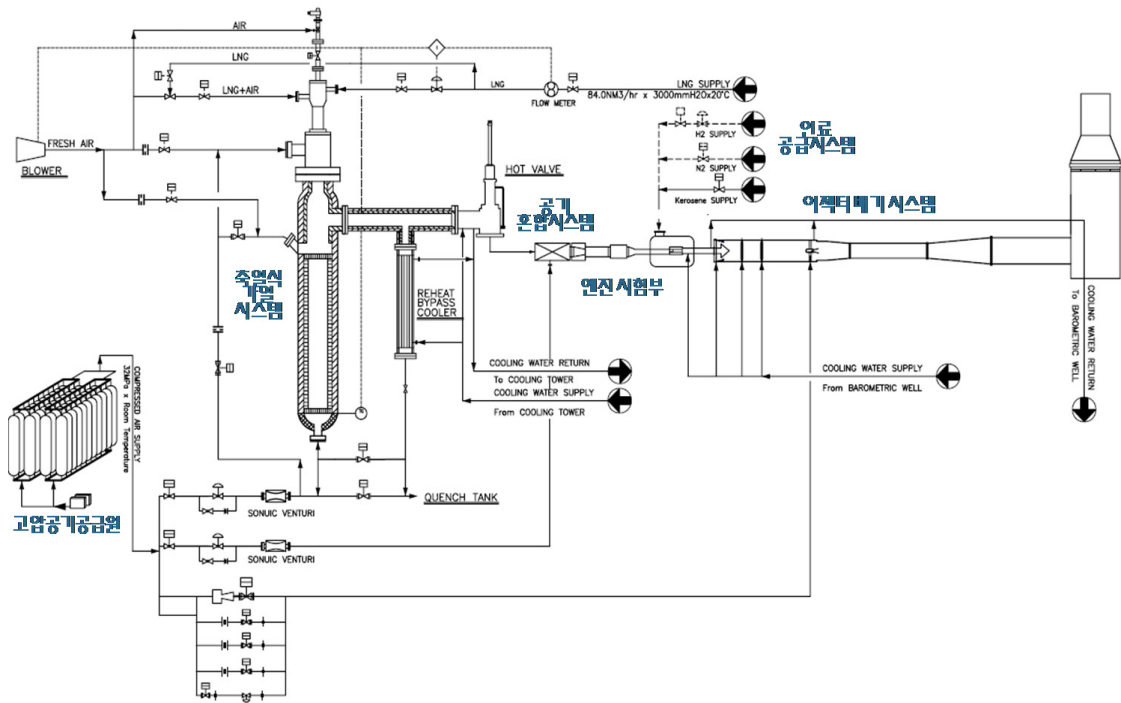 AIR
LNG
LNG+AIR
LNG
FLOW METER
LNG SUPPLY
84.0NM3/hr x 3000mmH2Ox20°C
FRESH AIR
BLOWER
HOT VALVE
H2 SUPPLY
N2 SUPPLY
Kerosene SUPPLY
연료
공급시스템
공기
혼합시스템
이젝터 배기 시스템
엔진 시험부
축열식
가열
시스템
REHEAT
BYPASS
COOLER
COOLING WATER RETURN
To COOLING TOWER
COOLING WATER SUPPLY
From COOLING TOWER
COOLING WATER SUPPLY
From BAROMETRIC WELL
COOLING WATER RETURN
To BAROMETRIC WELL
COMPRESSED AIR SUPPLY
32MPa x Room Temperature
고압공기공급원
QUENCH TANK
SONUIC VENTURI
SONUIC VENTURI